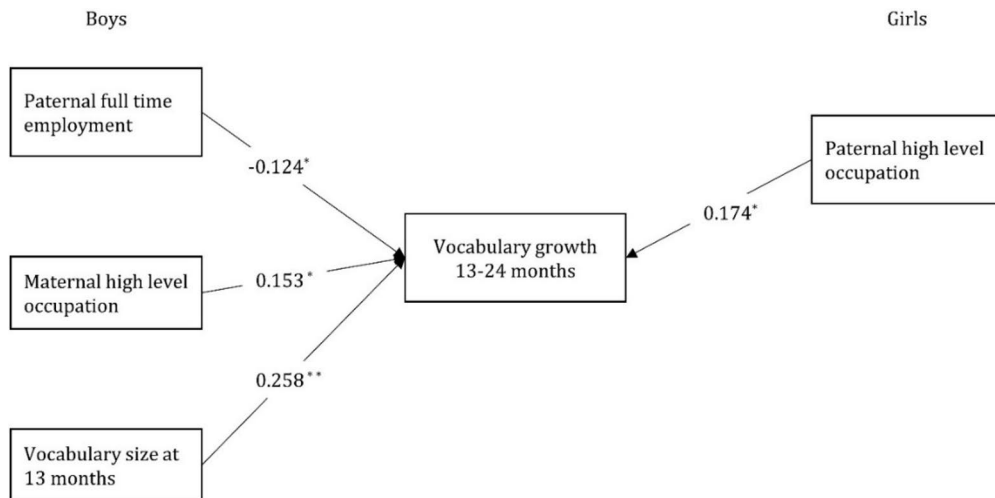 Boys
Girls
Paternal full time
employment
-0.124*
Paternal high level
occupation
0.174*
Vocabulary growth
13-24 months
Maternal high level
occupation
0.153*
0.258**
Vocabulary size at
13 months